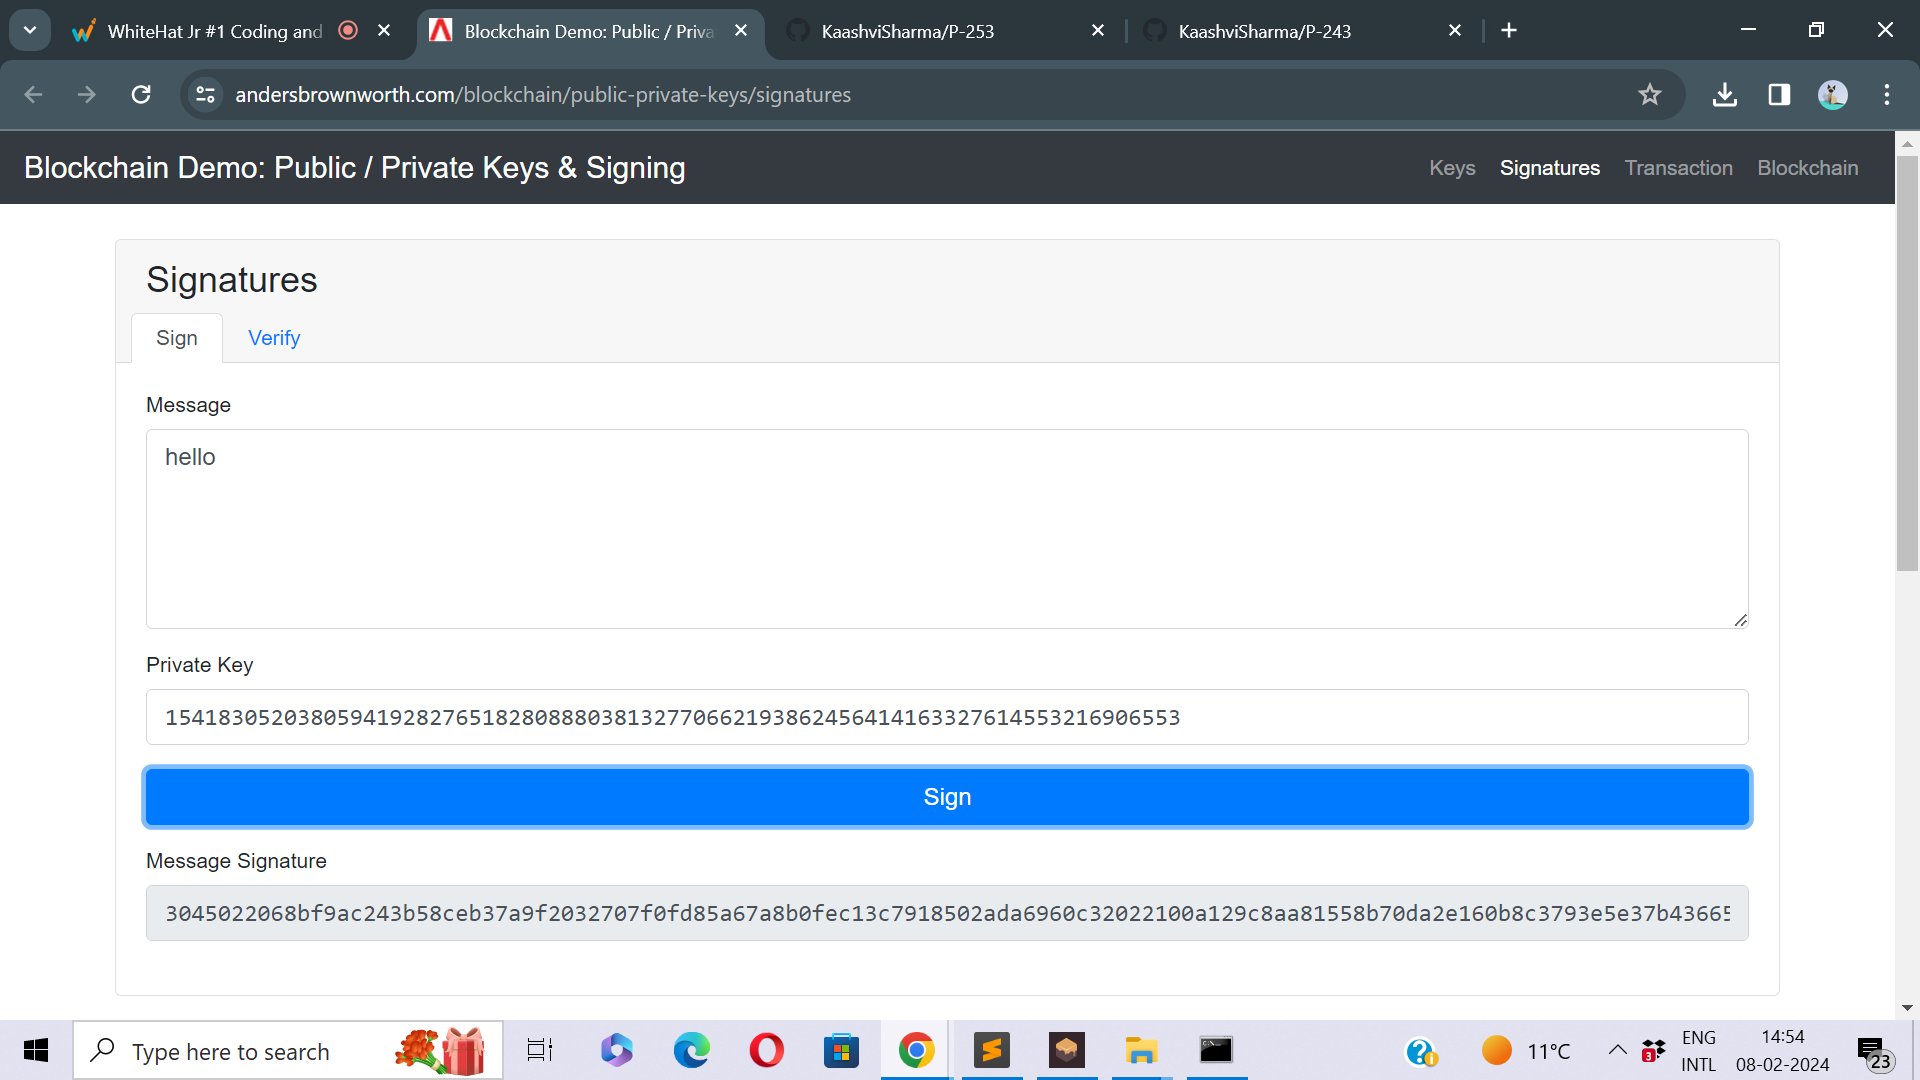 WhiteHat Jr #1 Coding and
Blockchain Demo: Public / Priva
KaashviSharma/P-253
KaashviSharma/P-243
andersbrownworth.com/blockchain/public-private-keys/signatures
Blockchain Demo: Public / Private Keys & Signing
Keys Signatures Transaction Blockchain
Signatures
Sign Verify
Message
hello
Private Key
15418305203805941928276518280888038132770662193862456414163327614553216906553
Sign
Message Signature
3045022068bf9ac243b58ceb37a9f2032707f0fd85a67a8b0fec13c7918502ada6960c32022100a129c8aa81558b70da2e160b8c3793e5e37b43665
Type here to search
11°C
3
ENG
INTL
14:54
08-02-2024
23